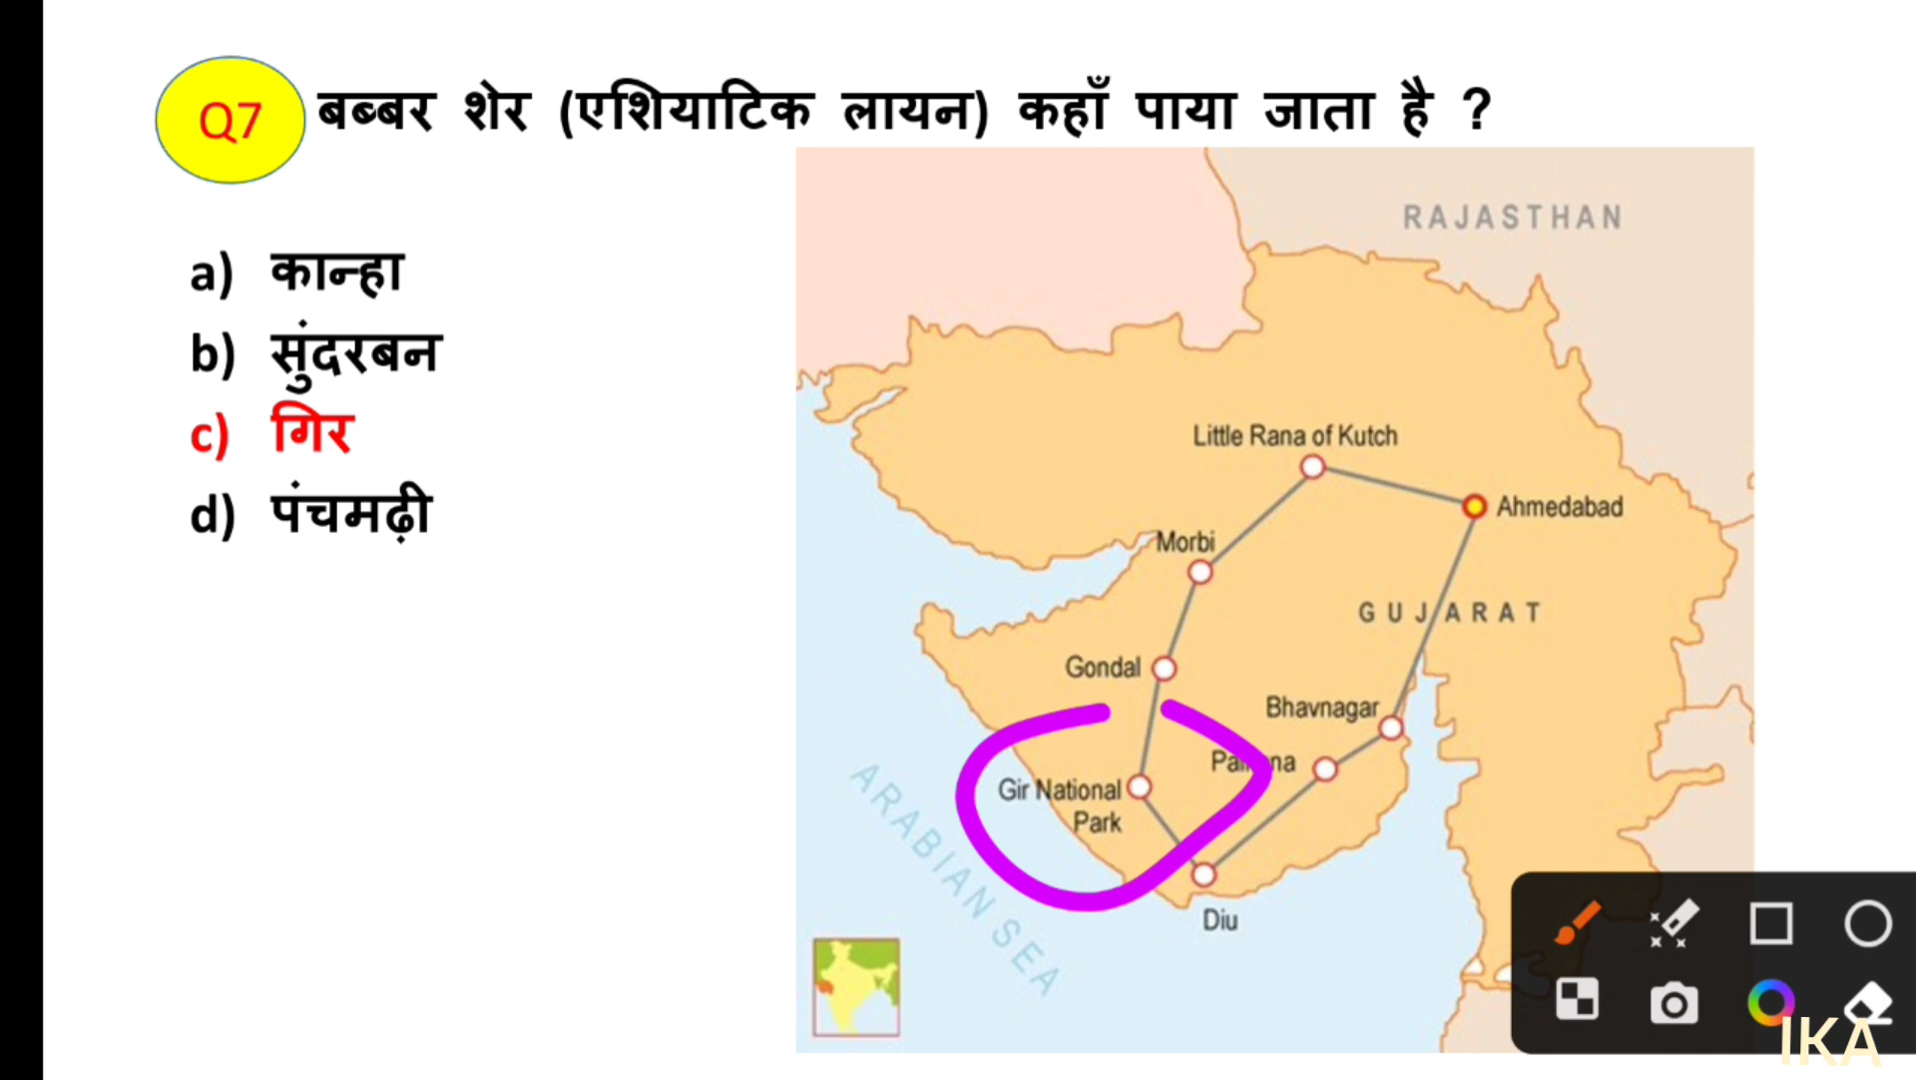 Q7 बब्बर शेर (एशियाटिक लायन) कहाँ पाया जाता है ?
a) कान्हा
b) सुंदरबन
c) गिर
d) पंचमढ़ी
RAJASTHAN
Little Rana of Kutch
Ahmedabad
Morbi
GUJARAT
Gondal
Bhavnagar
Gir National
Park
ARABIAN SEA
Diu
IKA